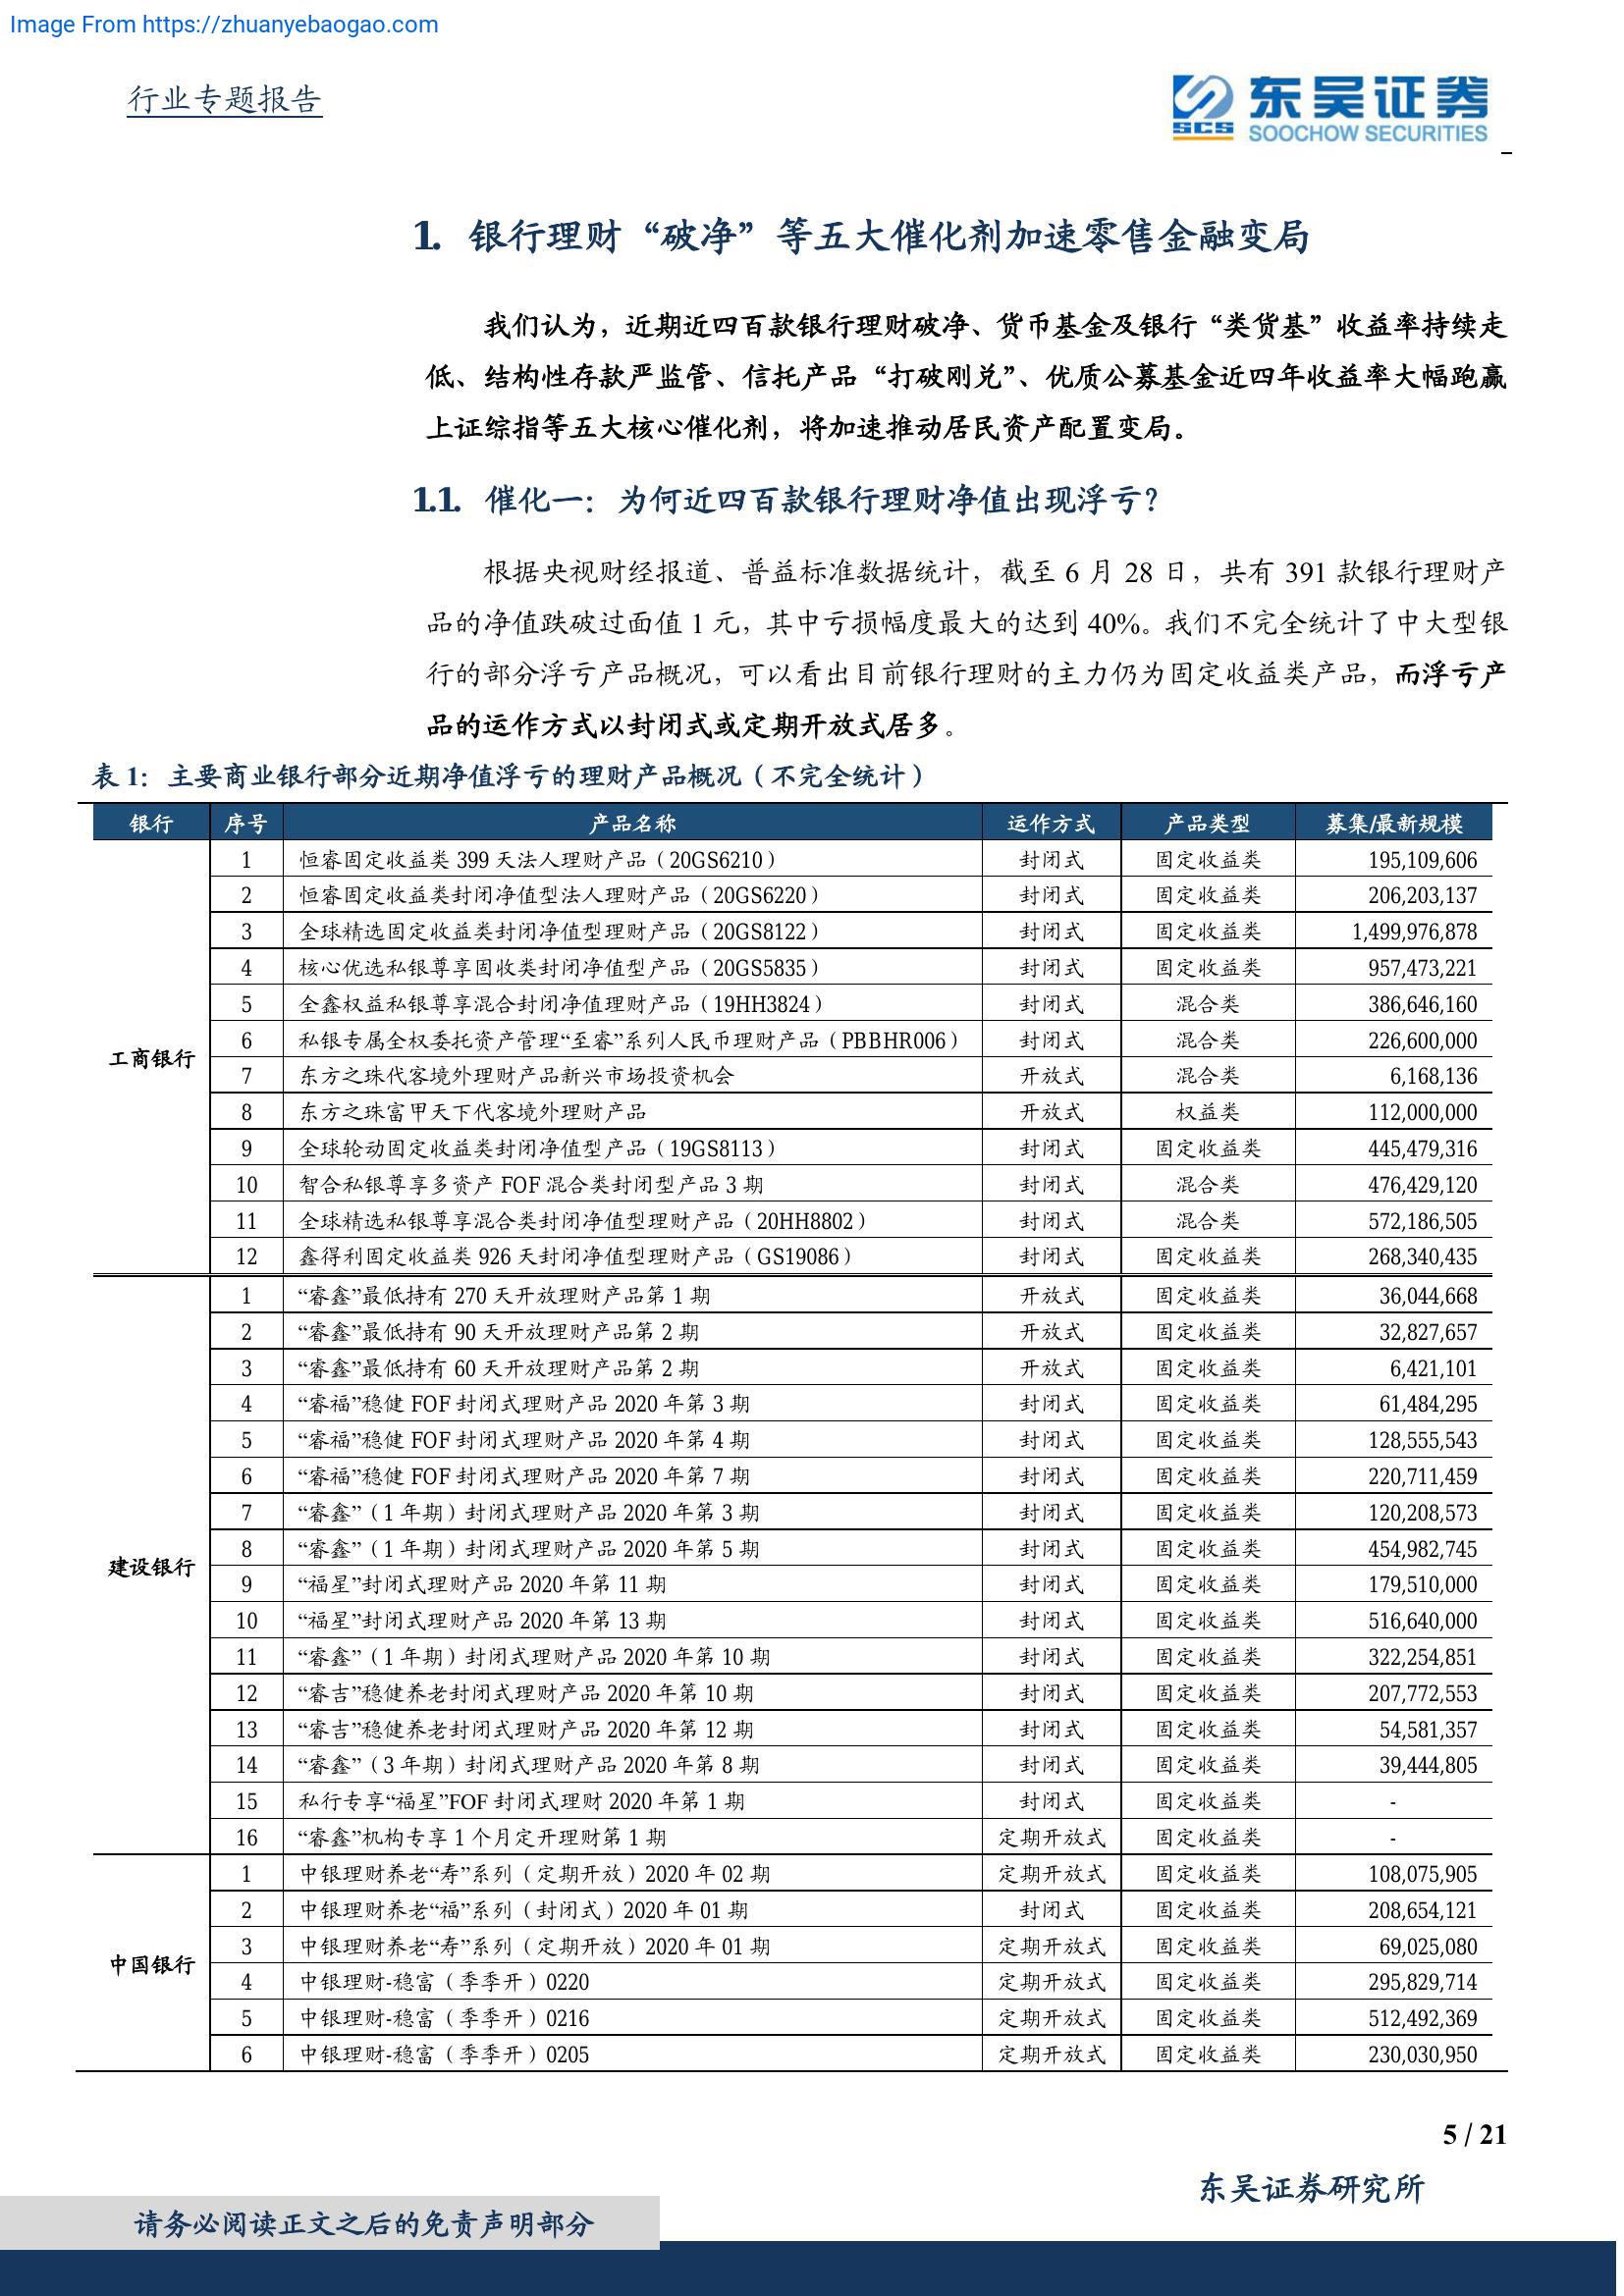 Image From https://zhuanyebaogao.com
行业专题报告
东吴证券
SCS
SOOCHOW SECURITIES
1. 银行理财“破净”等五大催化剂加速零售金融变局
我们认为，近期近四百款银行理财破净、货币基金及银行“类货基”收益率持续走
低、结构性存款严监管、信托产品“打破刚兑”、优质公募基金近四年收益率大幅跑赢
上证综指等五大核心催化剂，将加速推动居民资产配置变局。
1.1. 催化一：为何近四百款银行理财净值出现浮亏？
根据央视财经报道、普益标准数据统计，截至 6 月 28 日，共有 391 款银行理财产
品的净值跌破过面值 1 元，其中亏损幅度最大的达到 40%。我们不完全统计了中大型银
行的部分浮亏产品概况，可以看出目前银行理财的主力仍为固定收益类产品，而浮亏产
品的运作方式以封闭式或定期开放式居多。
表 1：主要商业银行部分近期净值浮亏的理财产品概况（不完全统计）
银行 序号 产品名称 运作方式 产品类型 募集/最新规模
工商银行
1 恒睿固定收益类 399 天法人理财产品（20GS6210） 封闭式 固定收益类 195,109,606
2 恒睿固定收益类封闭净值型法人理财产品（20GS6220） 封闭式 固定收益类 206,203,137
3 全球精选固定收益类封闭净值型理财产品（20GS8122） 封闭式 固定收益类 1,499,976,878
4 核心优选私银尊享固收类封闭净值型产品（20GS5835） 封闭式 固定收益类 957,473,221
5 全鑫权益私银尊享混合封闭净值理财产品（19HH3824） 封闭式 混合类 386,646,160
6 私银专属全权委托资产管理“至睿”系列人民币理财产品（PBBHR006） 封闭式 混合类 226,600,000
7 东方之珠代客境外理财产品新兴市场投资机会 开放式 混合类 6,168,136
8 东方之珠富甲天下代客境外理财产品 开放式 权益类 112,000,000
9 全球轮动固定收益类封闭净值型产品（19GS8113） 封闭式 固定收益类 445,479,316
10 智合私银尊享多资产 FOF 混合类封闭型产品 3 期 封闭式 混合类 476,429,120
11 全球精选私银尊享混合类封闭净值型理财产品（20HH8802） 封闭式 混合类 572,186,505
12 鑫得利固定收益类 926 天封闭净值型理财产品（GS19086） 封闭式 固定收益类 268,340,435
建设银行
1 “睿鑫”最低持有 270 天开放理财产品第 1 期 开放式 固定收益类 36,044,668
2 “睿鑫”最低持有 90 天开放理财产品第 2 期 开放式 固定收益类 32,827,657
3 “睿鑫”最低持有 60 天开放理财产品第 2 期 开放式 固定收益类 6,421,101
4 “睿福”稳健 FOF 封闭式理财产品 2020 年第 3 期 封闭式 固定收益类 61,484,295
5 “睿福”稳健 FOF 封闭式理财产品 2020 年第 4 期 封闭式 固定收益类 128,555,543
6 “睿福”稳健 FOF 封闭式理财产品 2020 年第 7 期 封闭式 固定收益类 220,711,459
7 “睿鑫”（1 年期）封闭式理财产品 2020 年第 3 期 封闭式 固定收益类 120,208,573
8 “睿鑫”（1 年期）封闭式理财产品 2020 年第 5 期 封闭式 固定收益类 454,982,745
9 “福星”封闭式理财产品 2020 年第 11 期 封闭式 固定收益类 179,510,000
10 “福星”封闭式理财产品 2020 年第 13 期 封闭式 固定收益类 516,640,000
11 “睿鑫”（1 年期）封闭式理财产品 2020 年第 10 期 封闭式 固定收益类 322,254,851
12 “睿吉”稳健养老封闭式理财产品 2020 年第 10 期 封闭式 固定收益类 207,772,553
13 “睿吉”稳健养老封闭式理财产品 2020 年第 12 期 封闭式 固定收益类 54,581,357
14 “睿鑫”（3 年期）封闭式理财产品 2020 年第 8 期 封闭式 固定收益类 39,444,805
15 私行专享“福星”FOF 封闭式理财 2020 年第 1 期 封闭式 固定收益类 -
16 “睿鑫”机构专享 1 个月定开理财第 1 期 定期开放式 固定收益类 -
中国银行
1 中银理财养老“寿”系列（定期开放）2020 年 02 期 定期开放式 固定收益类 108,075,905
2 中银理财养老“福”系列（封闭式）2020 年 01 期 封闭式 固定收益类 208,654,121
3 中银理财养老“寿”系列（定期开放）2020 年 01 期 定期开放式 固定收益类 69,025,080
4 中银理财-稳富（季季开）0220 定期开放式 固定收益类 295,829,714
5 中银理财-稳富（季季开）0216 定期开放式 固定收益类 512,492,369
6 中银理财-稳富（季季开）0205 定期开放式 固定收益类 230,030,950
5 / 21
东吴证券研究所
请务必阅读正文之后的免责声明部分